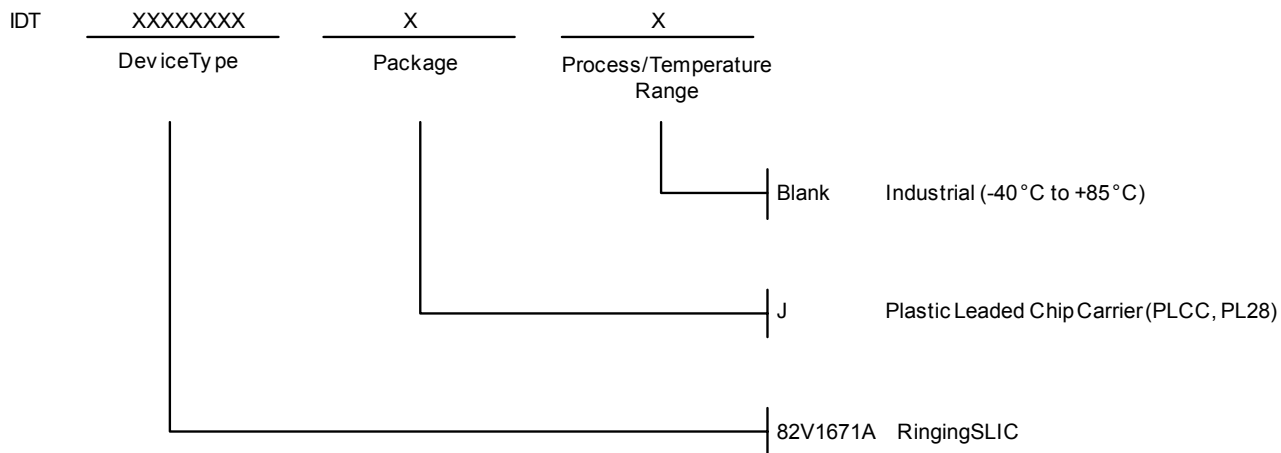 IDT XXXXXXXX X X
DeviceType Package Process/Temperature
Range
Blank Industrial (-40°C to +85°C)
J Plastic Leaded Chip Carrier (PLCC, PL28)
82V1671A RingingSLIC